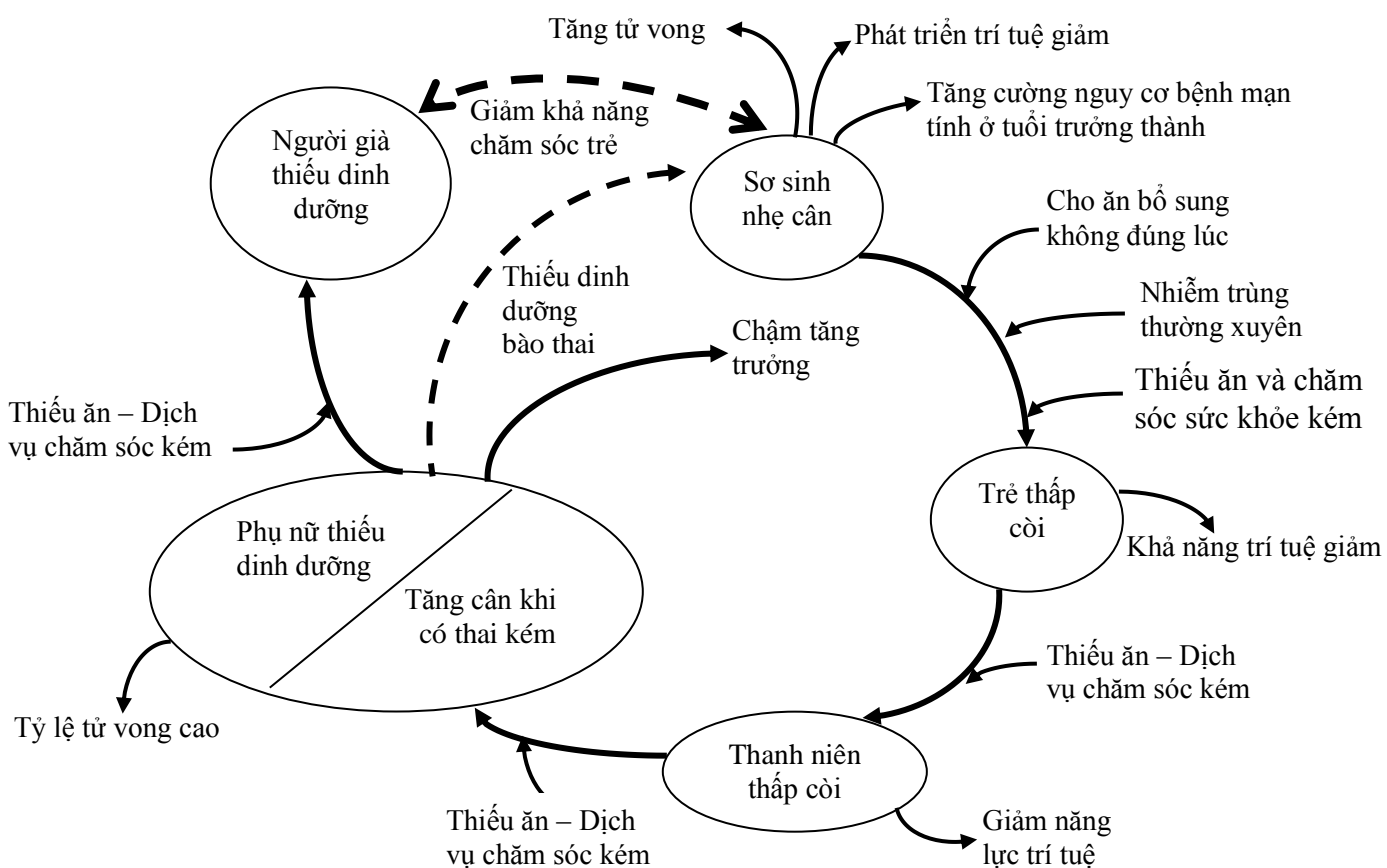 Tăng tử vong
Phát triển trí tuệ giảm
Tăng cường nguy cơ bệnh mạn
tính ở tuổi trưởng thành
Giảm khả năng
chăm sóc trẻ
Người già
thiếu dinh
dưỡng
Sơ sinh
nhẹ cân
Cho ăn bổ sung
không đúng lúc
Nhiễm trùng
thường xuyên
Thiếu ăn và chăm
sóc sức khỏe kém
Thiếu dinh
dưỡng
bào thai
Chậm tăng
trưởng
Thiếu ăn – Dịch
vụ chăm sóc kém
Trẻ thấp
còi
Khả năng trí tuệ giảm
Phụ nữ thiếu
dinh dưỡng
Tăng cân khi
có thai kém
Thiếu ăn – Dịch
vụ chăm sóc kém
Tỷ lệ tử vong cao
Thanh niên
thấp còi
Thiếu ăn – Dịch
vụ chăm sóc kém
Giảm năng
lực trí tuệ